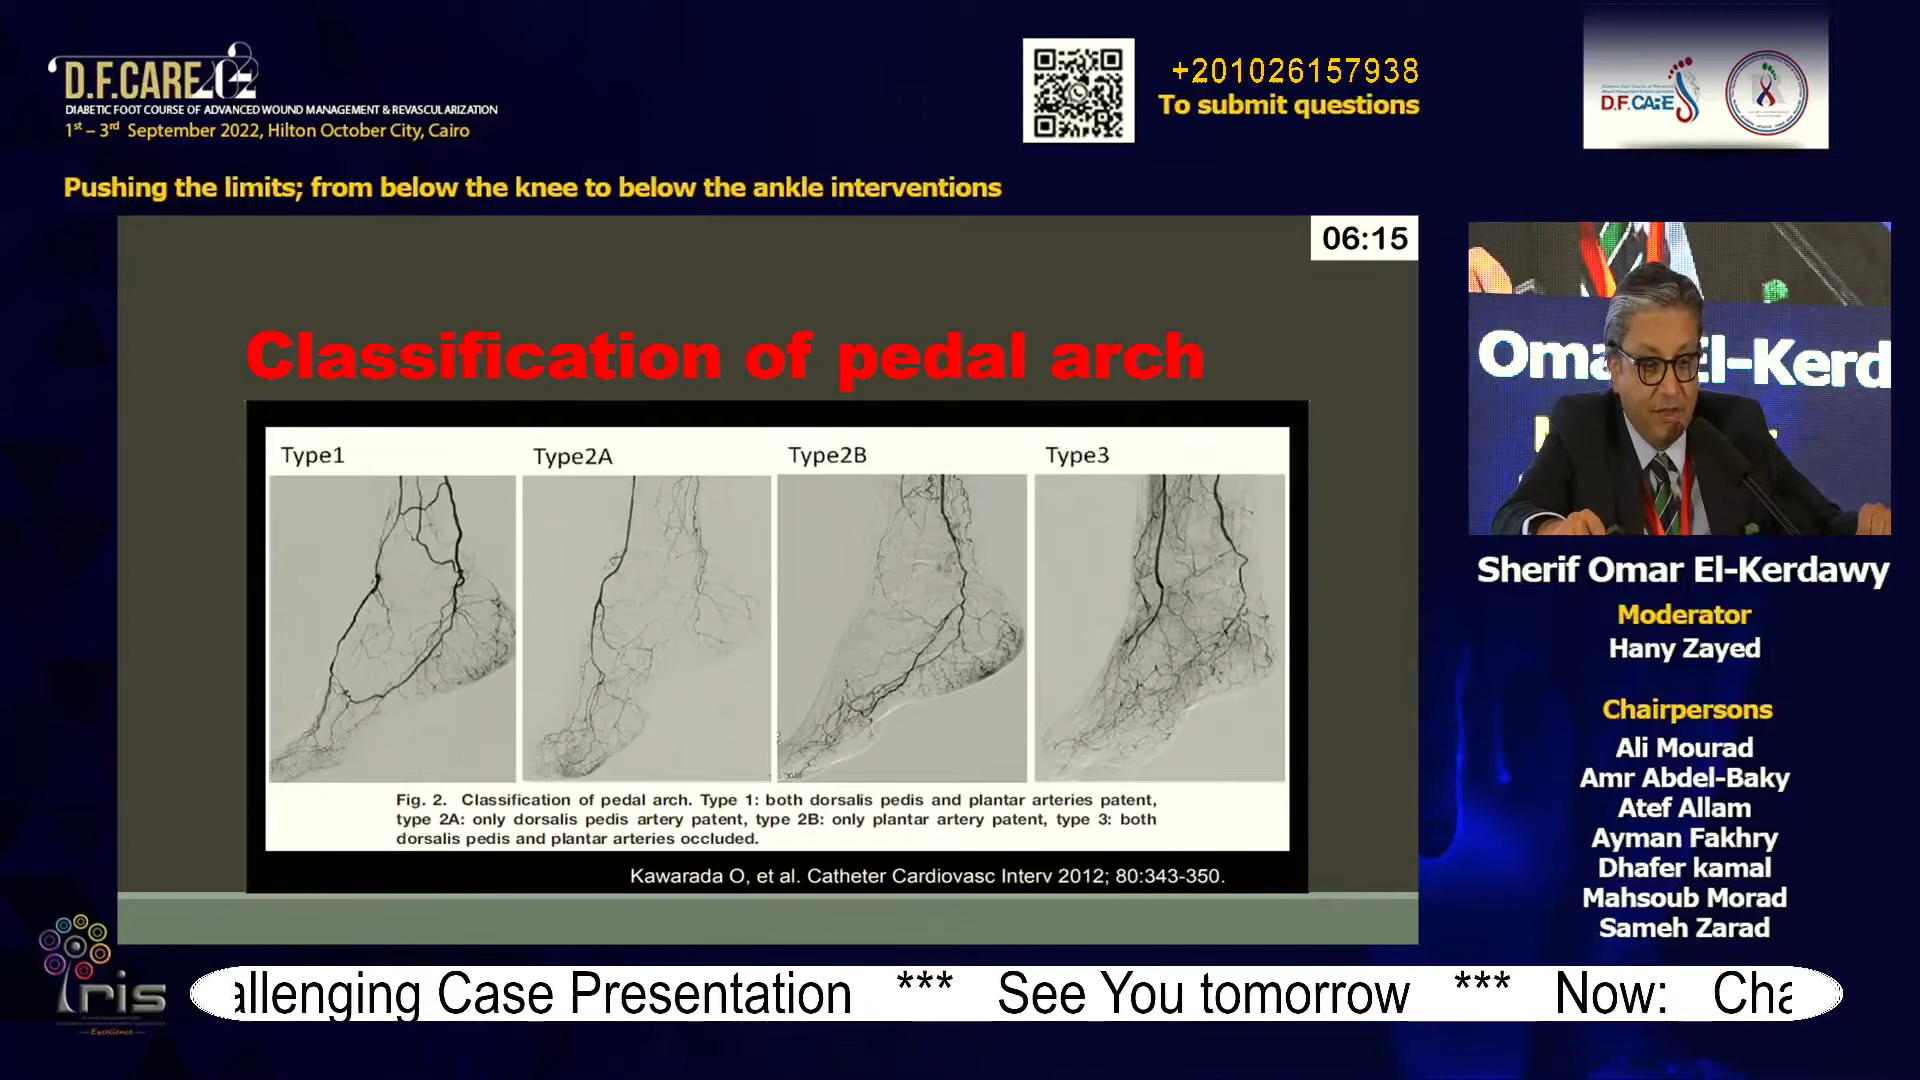 D.F.CARE
DIABETIC FOOT COURSE OF ADVANCED WOUND MANAGEMENT & REVASCULARIZATION
1st – 3rd September 2022, Hilton October City, Cairo
+201026157938
To submit questions
D.F.CARE
Pushing the limits; from below the knee to below the ankle interventions
06:15
Classification of pedal arch
Type1
Type2A
Type2B
Type3
Fig. 2. Classification of pedal arch. Type 1: both dorsalis pedis and plantar arteries patent,
type 2A: only dorsalis pedis artery patent, type 2B: only plantar artery patent, type 3: both
dorsalis pedis and plantar arteries occluded.
Kawarada O, et al. Catheter Cardiovasc Interv 2012; 80:343-350.
El-Kerd
Sherif Omar El-Kerdawy
Moderator
Hany Zayed
Chairpersons
Ali Mourad
Amr Abdel-Baky
Atef Allam
Ayman Fakhry
Dhafer kamal
Mahsoub Morad
Sameh Zarad
Iris
Excellence
allenging Case Presentation *** See You tomorrow *** Now: Cha